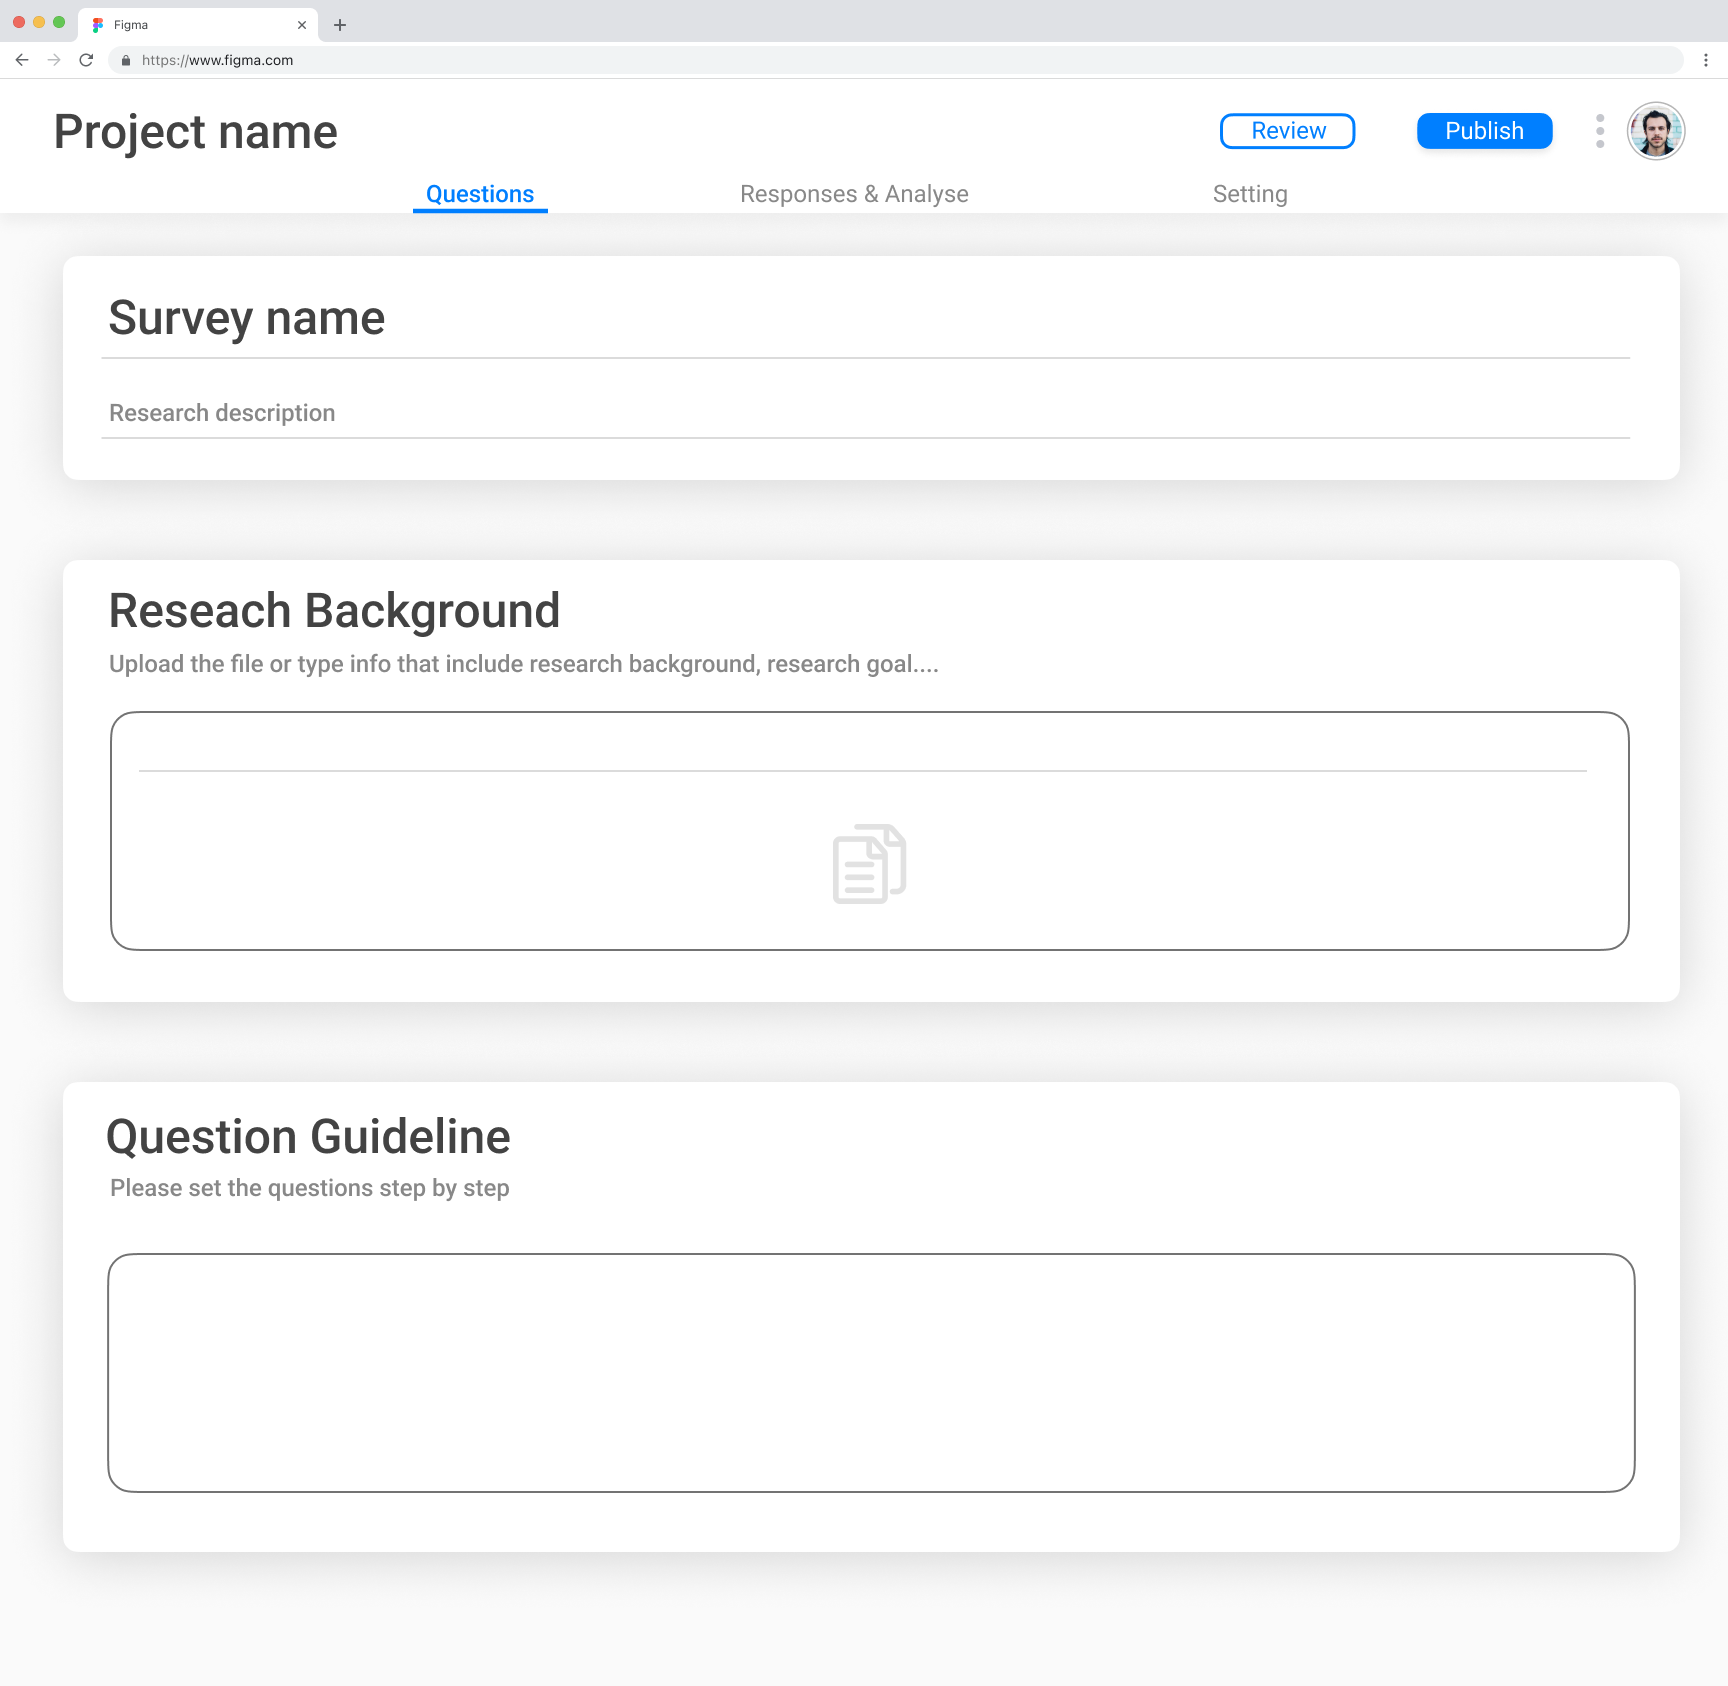 Figma
https://www.figma.com
Project name
Review
Publish
Questions
Responses & Analyse
Setting
Survey name
Research description
Reseach Background
Upload the file or type info that include research background, research goal....
Question Guideline
Please set the questions step by step